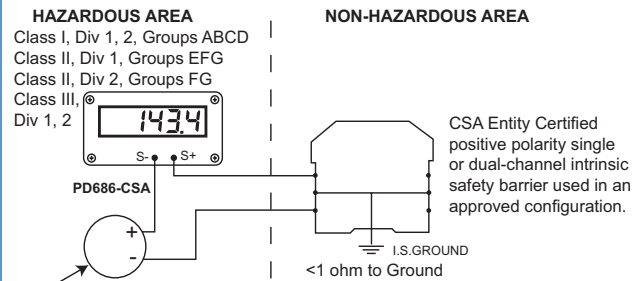 HAZARDOUS AREA
Class I, Div 1, 2, Groups ABCD
Class II, Div 1, Groups EFG
Class II, Div 2, Groups FG
Class III,
Div 1, 2
143.4
S- S+
PD686-CSA
+
-
NON-HAZARDOUS AREA
CSA Entity Certified
positive polarity single
or dual-channel intrinsic
safety barrier used in an
approved configuration.
I.S.GROUND
<1 ohm to Ground